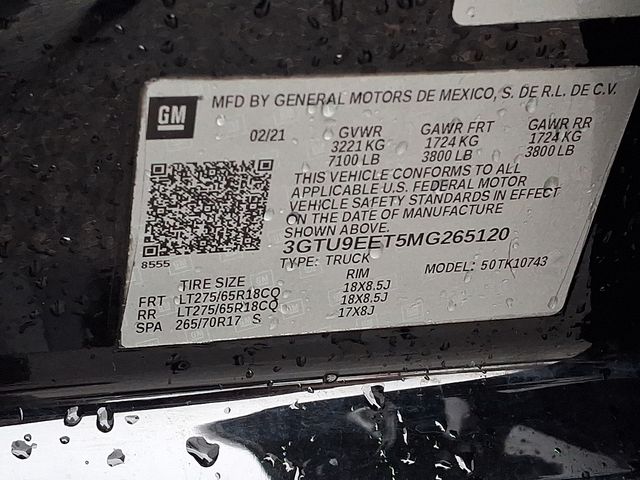 GM MFD BY GENERAL MOTORS DE MEXICO, S. DE R.L. DE C.V.
02/21 GVWR GAWR FRT GAWR RR
3221 KG 1724 KG 1724 KG
7100 LB 3800 LB 3800 LB
THIS VEHICLE CONFORMS TO ALL
APPLICABLE U.S. FEDERAL MOTOR
VEHICLE SAFETY STANDARDS IN EFFECT
ON THE DATE OF MANUFACTURE
SHOWN ABOVE.
8555 3GTU9EET5MG265120
TYPE: TRUCK MODEL: 50TK10743
TIRE SIZE RIM
FRT LT275/65R18CQ 18X8.5J
RR LT275/65R18CQ 18X8.5J
SPA 265/70R17 S 17X8J